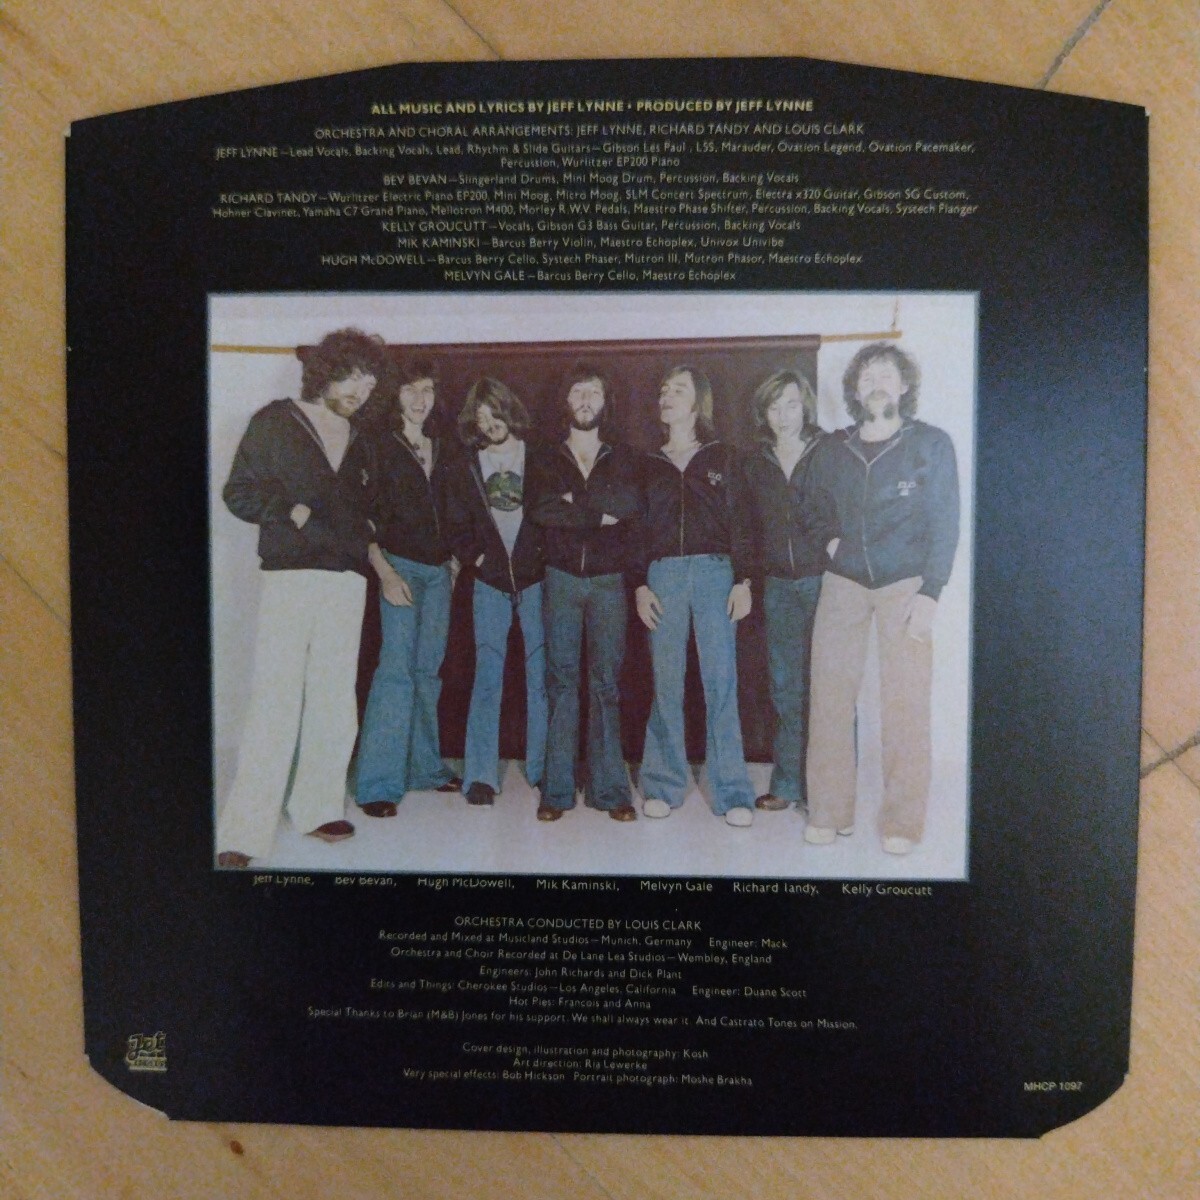 ALL MUSIC AND LYRICS BY JEFF LYNNE • PRODUCED BY JEFF LYNNE
ORCHESTRA AND CHORAL ARRANGEMENTS: JEFF LYNNE, RICHARD TANDY AND LOUIS CLARK
JEFF LYNNE—Lead Vocals, Backing Vocals, Lead, Rhythm & Slide Guitars—Gibson Les Paul, L5S, Marauder, Ovation Legend, Ovation Pacemaker,
Percussion, Wurlitzer EP200 Piano
BEV BEVAN—Slingerland Drums, Mini Moog Drum, Percussion, Backing Vocals
RICHARD TANDY—Wurlitzer Electric Piano EP200, Mini Moog, Micro Moog, SLM Concert Spectrum, Electra x320 Guitar, Gibson SG Custom,
Hohner Clavinet, Yamaha C7 Grand Piano, Mellotron M400, Morley R.W.V. Pedals, Maestro Phase Shifter, Percussion, Backing Vocals, Systech Flanger
KELLY GROUCUTT—Vocals, Gibson G3 Bass Guitar, Percussion, Backing Vocals
MIK KAMINSKI—Barcus Berry Violin, Maestro Echoplex, Univox Univibe
HUGH McDOWELL—Barcus Berry Cello, Systech Phaser, Mutron III, Mutron Phasor, Maestro Echoplex
MELVYN GALE—Barcus Berry Cello, Maestro Echoplex
Jeff Lynne, Bev Bevan, Hugh McDowell, Mik Kaminski, Melvyn Gale Richard Tandy, Kelly Groucutt
ORCHESTRA CONDUCTED BY LOUIS CLARK
Recorded and Mixed at Musicland Studios—Munich, Germany Engineer: Mack
Orchestra and Choir Recorded at De Lane Lea Studios—Wembley, England
Engineers: John Richards and Dick Plant
Edits and Things: Cherokee Studios—Los Angeles, California Engineer: Duane Scott
Hot Pies: Francois and Anna
Special Thanks to Brian (M&B) Jones for his support. We shall always wear it. And Castrato Tones on Mission.
Cover design, illustration and photography: Kosh
Art direction: Ria Lewerke
Very special effects: Bob Hickson Portrait photograph: Moshe Brakha
Jet
RECORDS
MHCP 1097